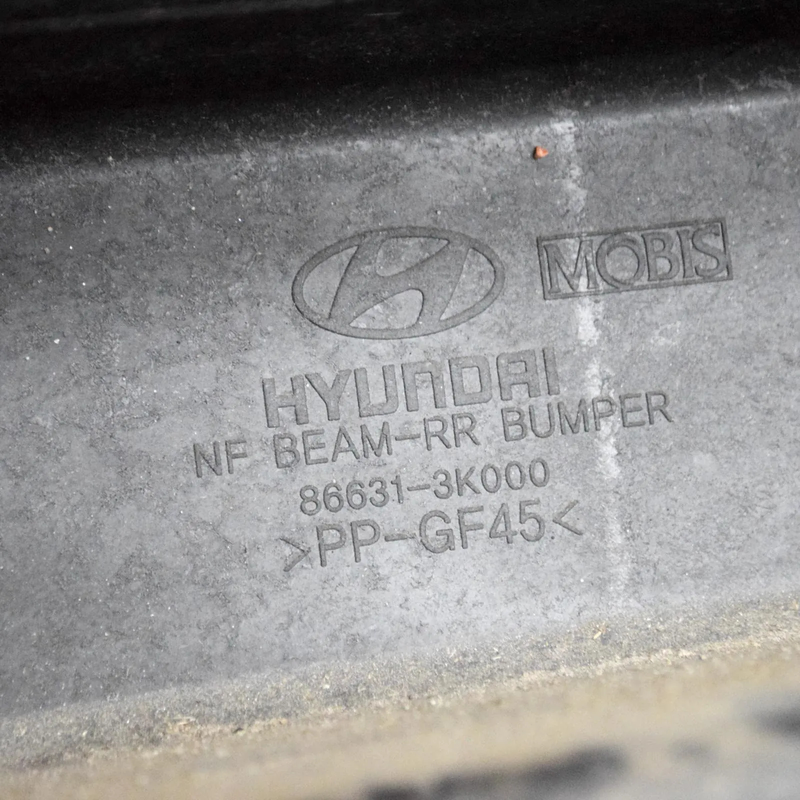 MOBIS
HYUNDAI
NF BEAM-RR BUMPER
86631-3K000
>PP-GF45<